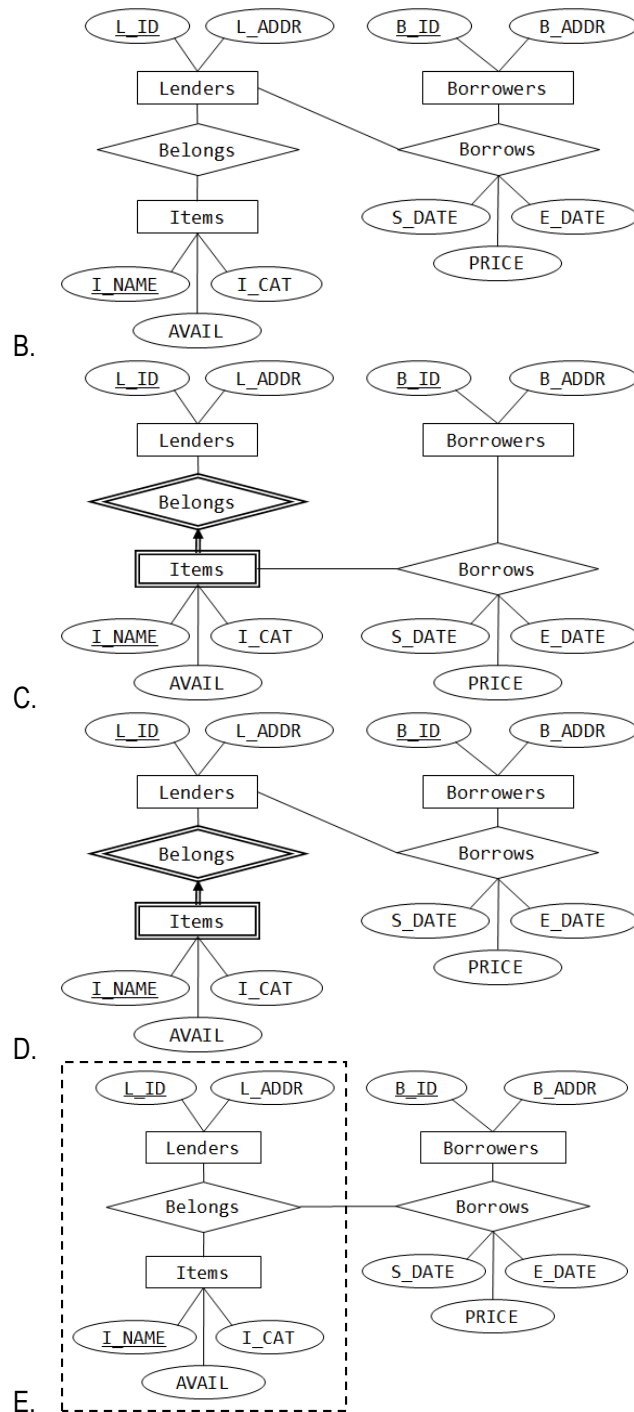 L_ID L_ADDR B_ID B_ADDR
Lenders Borrowers
Belongs Borrows
Items S_DATE E_DATE
PRICE
I_NAME I_CAT
AVAIL
B.
L_ID L_ADDR B_ID B_ADDR
Lenders Borrowers
Belongs
Items Borrows
I_NAME I_CAT S_DATE E_DATE
AVAIL PRICE
C.
L_ID L_ADDR B_ID B_ADDR
Lenders Borrowers
Belongs Borrows
Items S_DATE E_DATE
PRICE
I_NAME I_CAT
AVAIL
D.
L_ID L_ADDR B_ID B_ADDR
Lenders Borrowers
Belongs Borrows
Items S_DATE E_DATE
PRICE
I_NAME I_CAT
AVAIL
E.